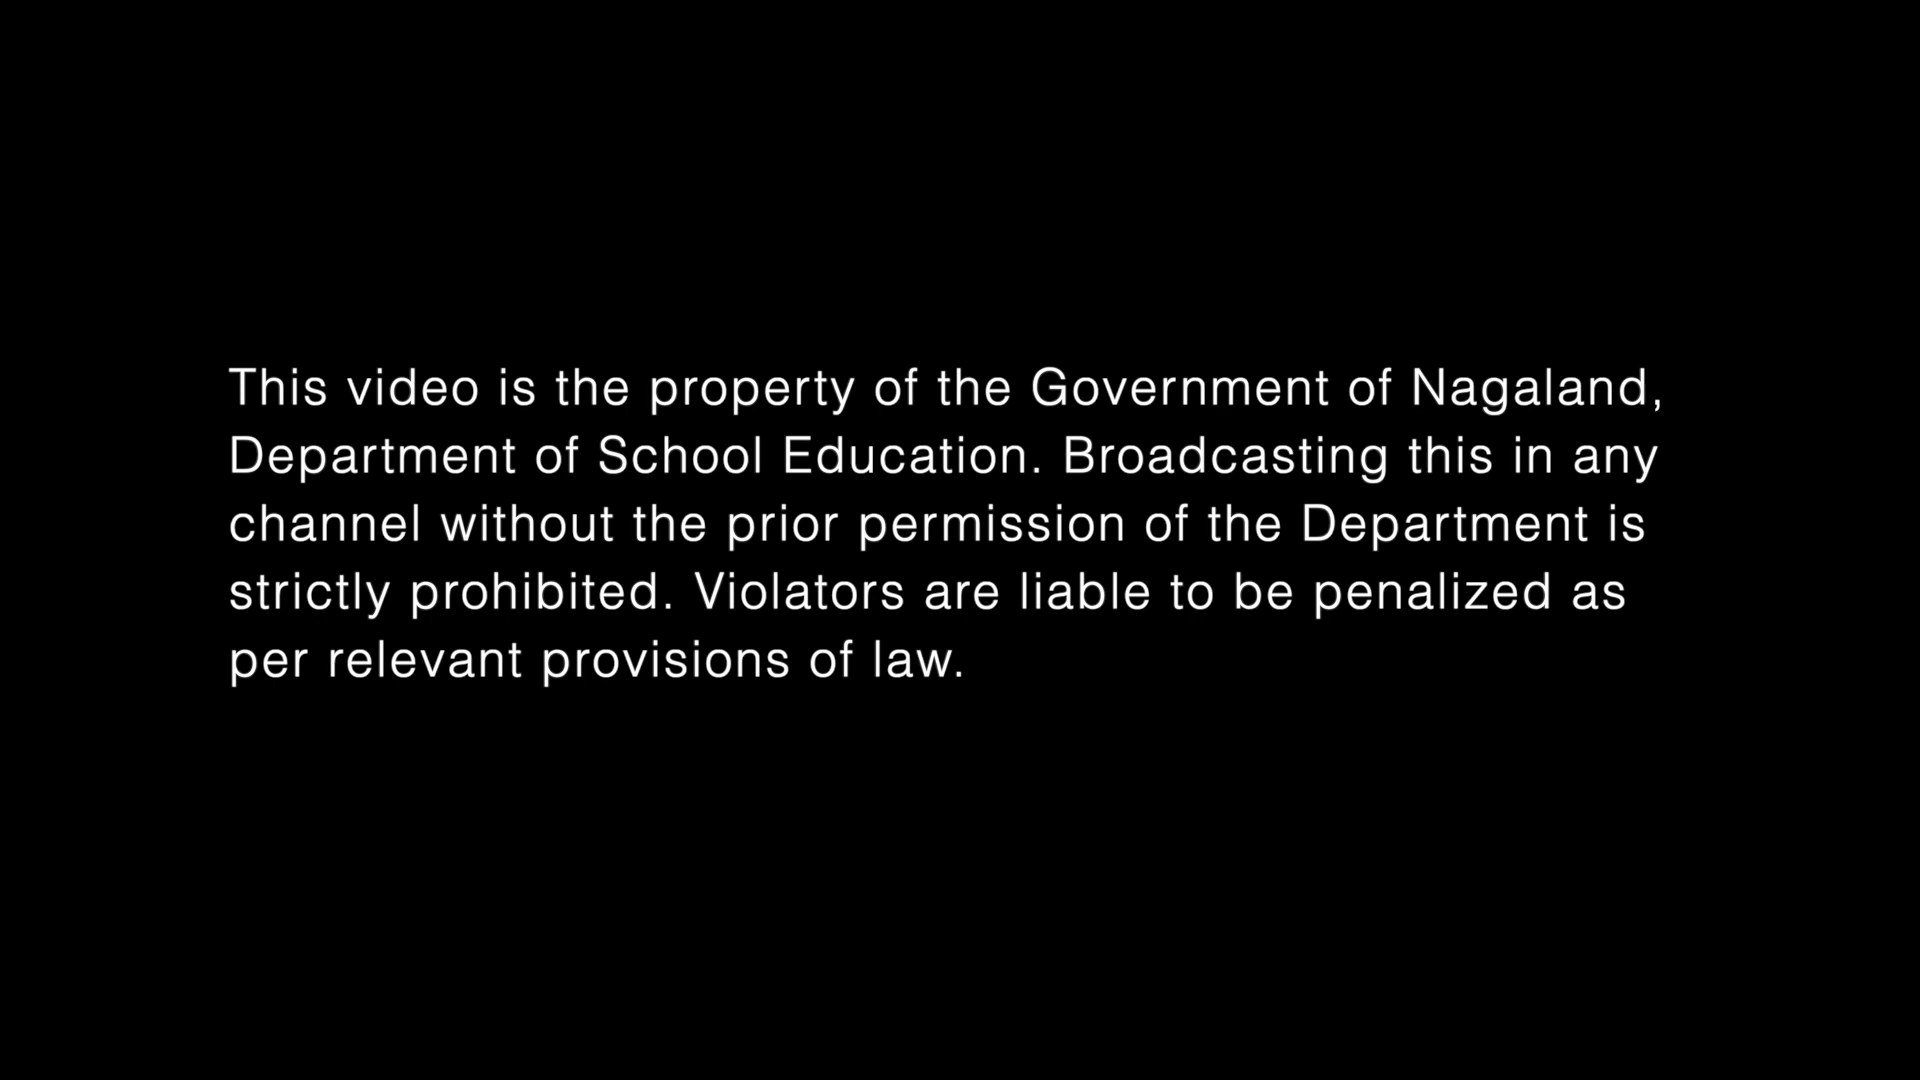 This video is the property of the Government of Nagaland,
Department of School Education. Broadcasting this in any
channel without the prior permission of the Department is
strictly prohibited. Violators are liable to be penalized as
per relevant provisions of law.